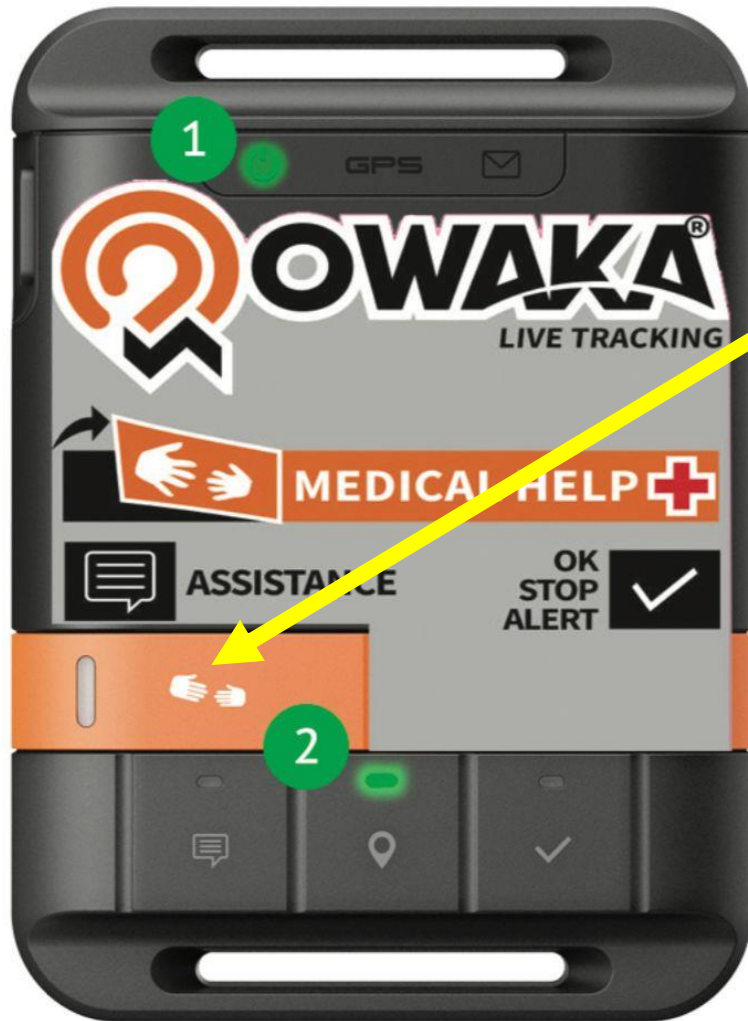 1
GPS
OWAKA®
LIVE TRACKING
MEDICAL HELP
ASSISTANCE
OK
STOP
ALERT
2